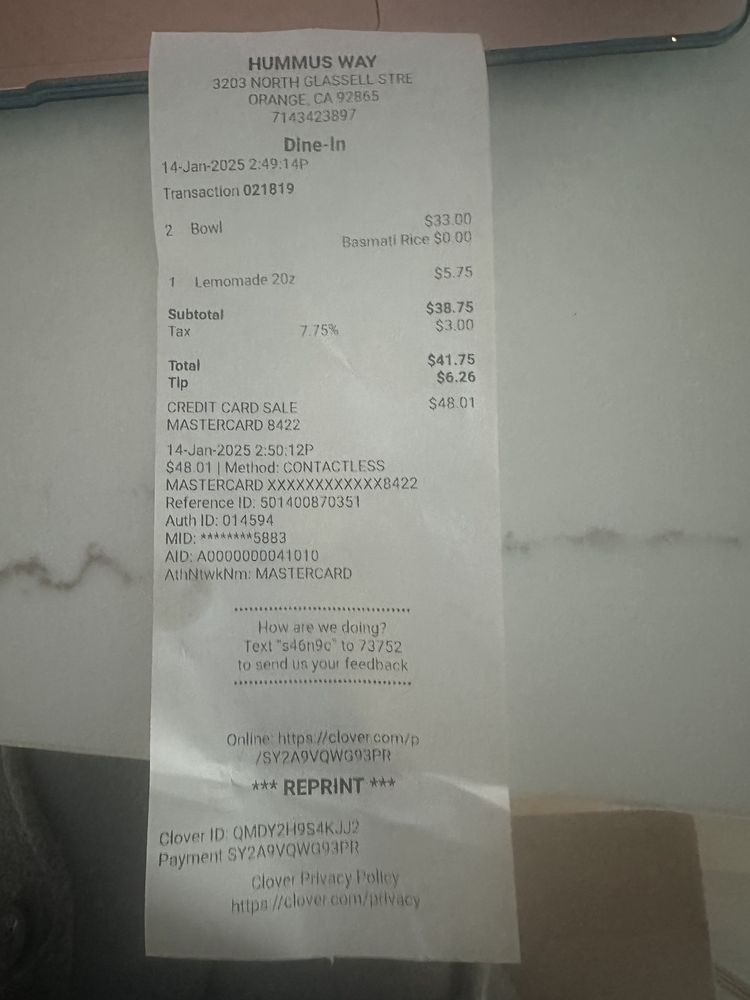 HUMMUS WAY
3203 NORTH GLASSELL STRE
ORANGE, CA 92865
7143423897
Dine-In
14-Jan-2025 2:49:14P
Transaction 021819
2 Bowl $33.00
Basmati Rice $0.00
1 Lemomade 20z $5.75
Subtotal $38.75
Tax 7.75% $3.00
Total $41.75
Tip $6.26
CREDIT CARD SALE $48.01
MASTERCARD 8422
14-Jan-2025 2:50:12P
$48.01 | Method: CONTACTLESS
MASTERCARD XXXXXXXXXXXX8422
Reference ID: 501400870351
Auth ID: 014594
MID: ********5883
AID: A0000000041010
AthNtwkNm: MASTERCARD
How are we doing?
Text "s46n9c" to 73752
to send us your feedback
Online: https://clover.com/p
/SY2A9VQWG93PR
*** REPRINT ***
Clover ID: QMDY2H9S4KJJ2
Payment SY2A9VQWG93PR
Clover Privacy Policy
https://clover.com/privacy